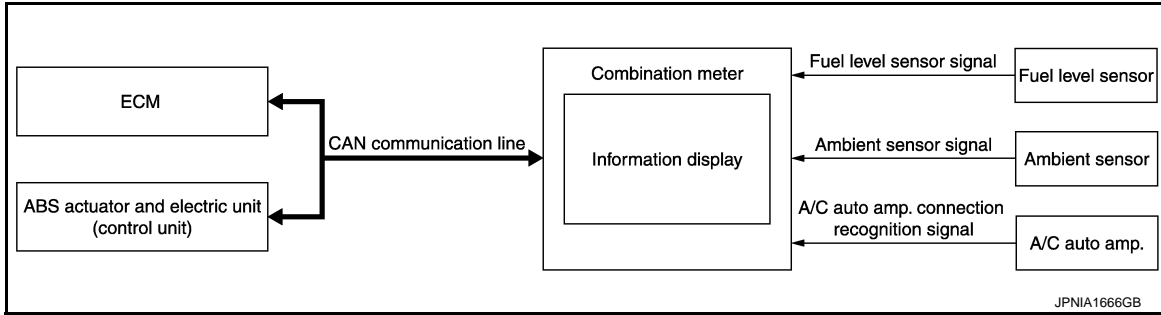 ECM
ABS actuator and electric unit
(control unit)
CAN communication line
Combination meter
Information display
Fuel level sensor signal
Fuel level sensor
Ambient sensor signal
Ambient sensor
A/C auto amp. connection
recognition signal
A/C auto amp.
JPNIA1666GB